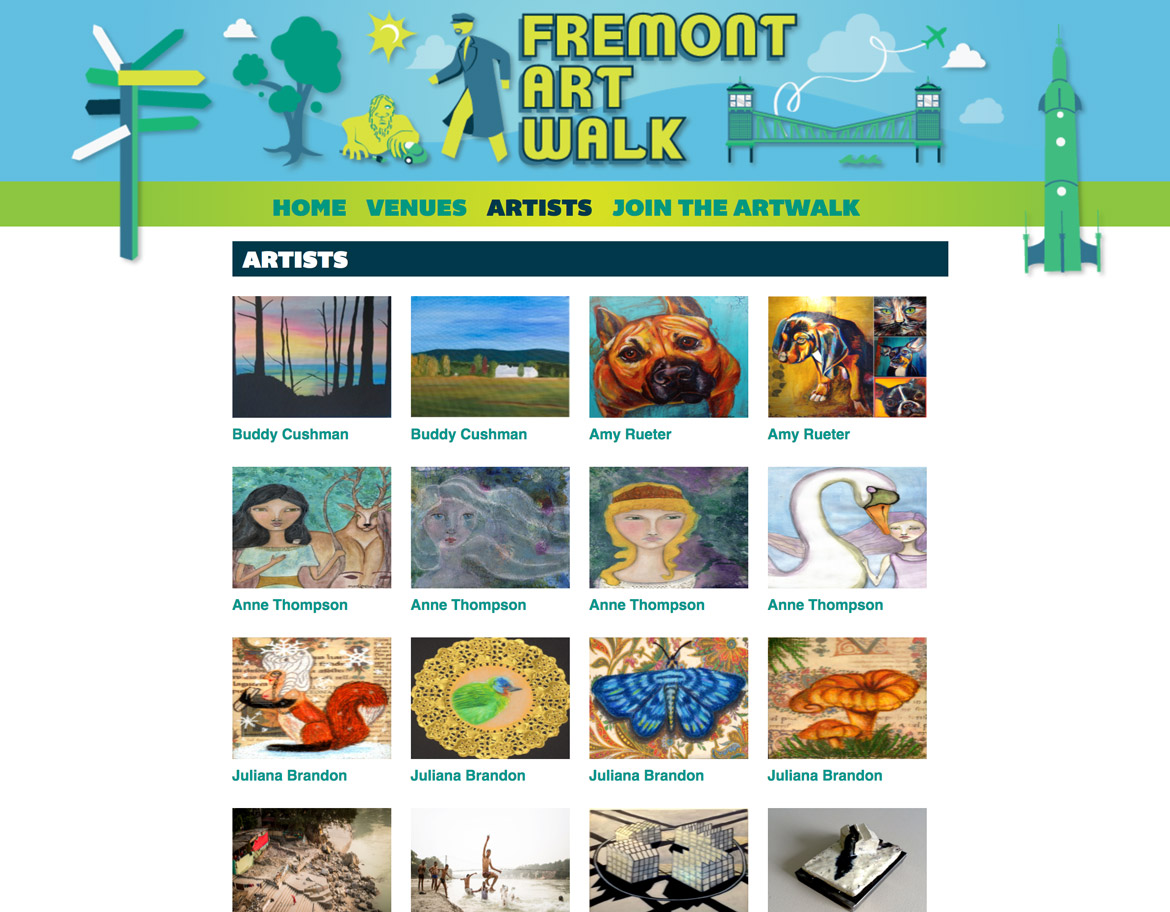 FREMONT
ART
WALK
HOME VENUES ARTISTS JOIN THE ARTWALK
ARTISTS
Buddy Cushman Buddy Cushman Amy Rueter Amy Rueter
Anne Thompson Anne Thompson Anne Thompson Anne Thompson
Juliana Brandon Juliana Brandon Juliana Brandon Juliana Brandon